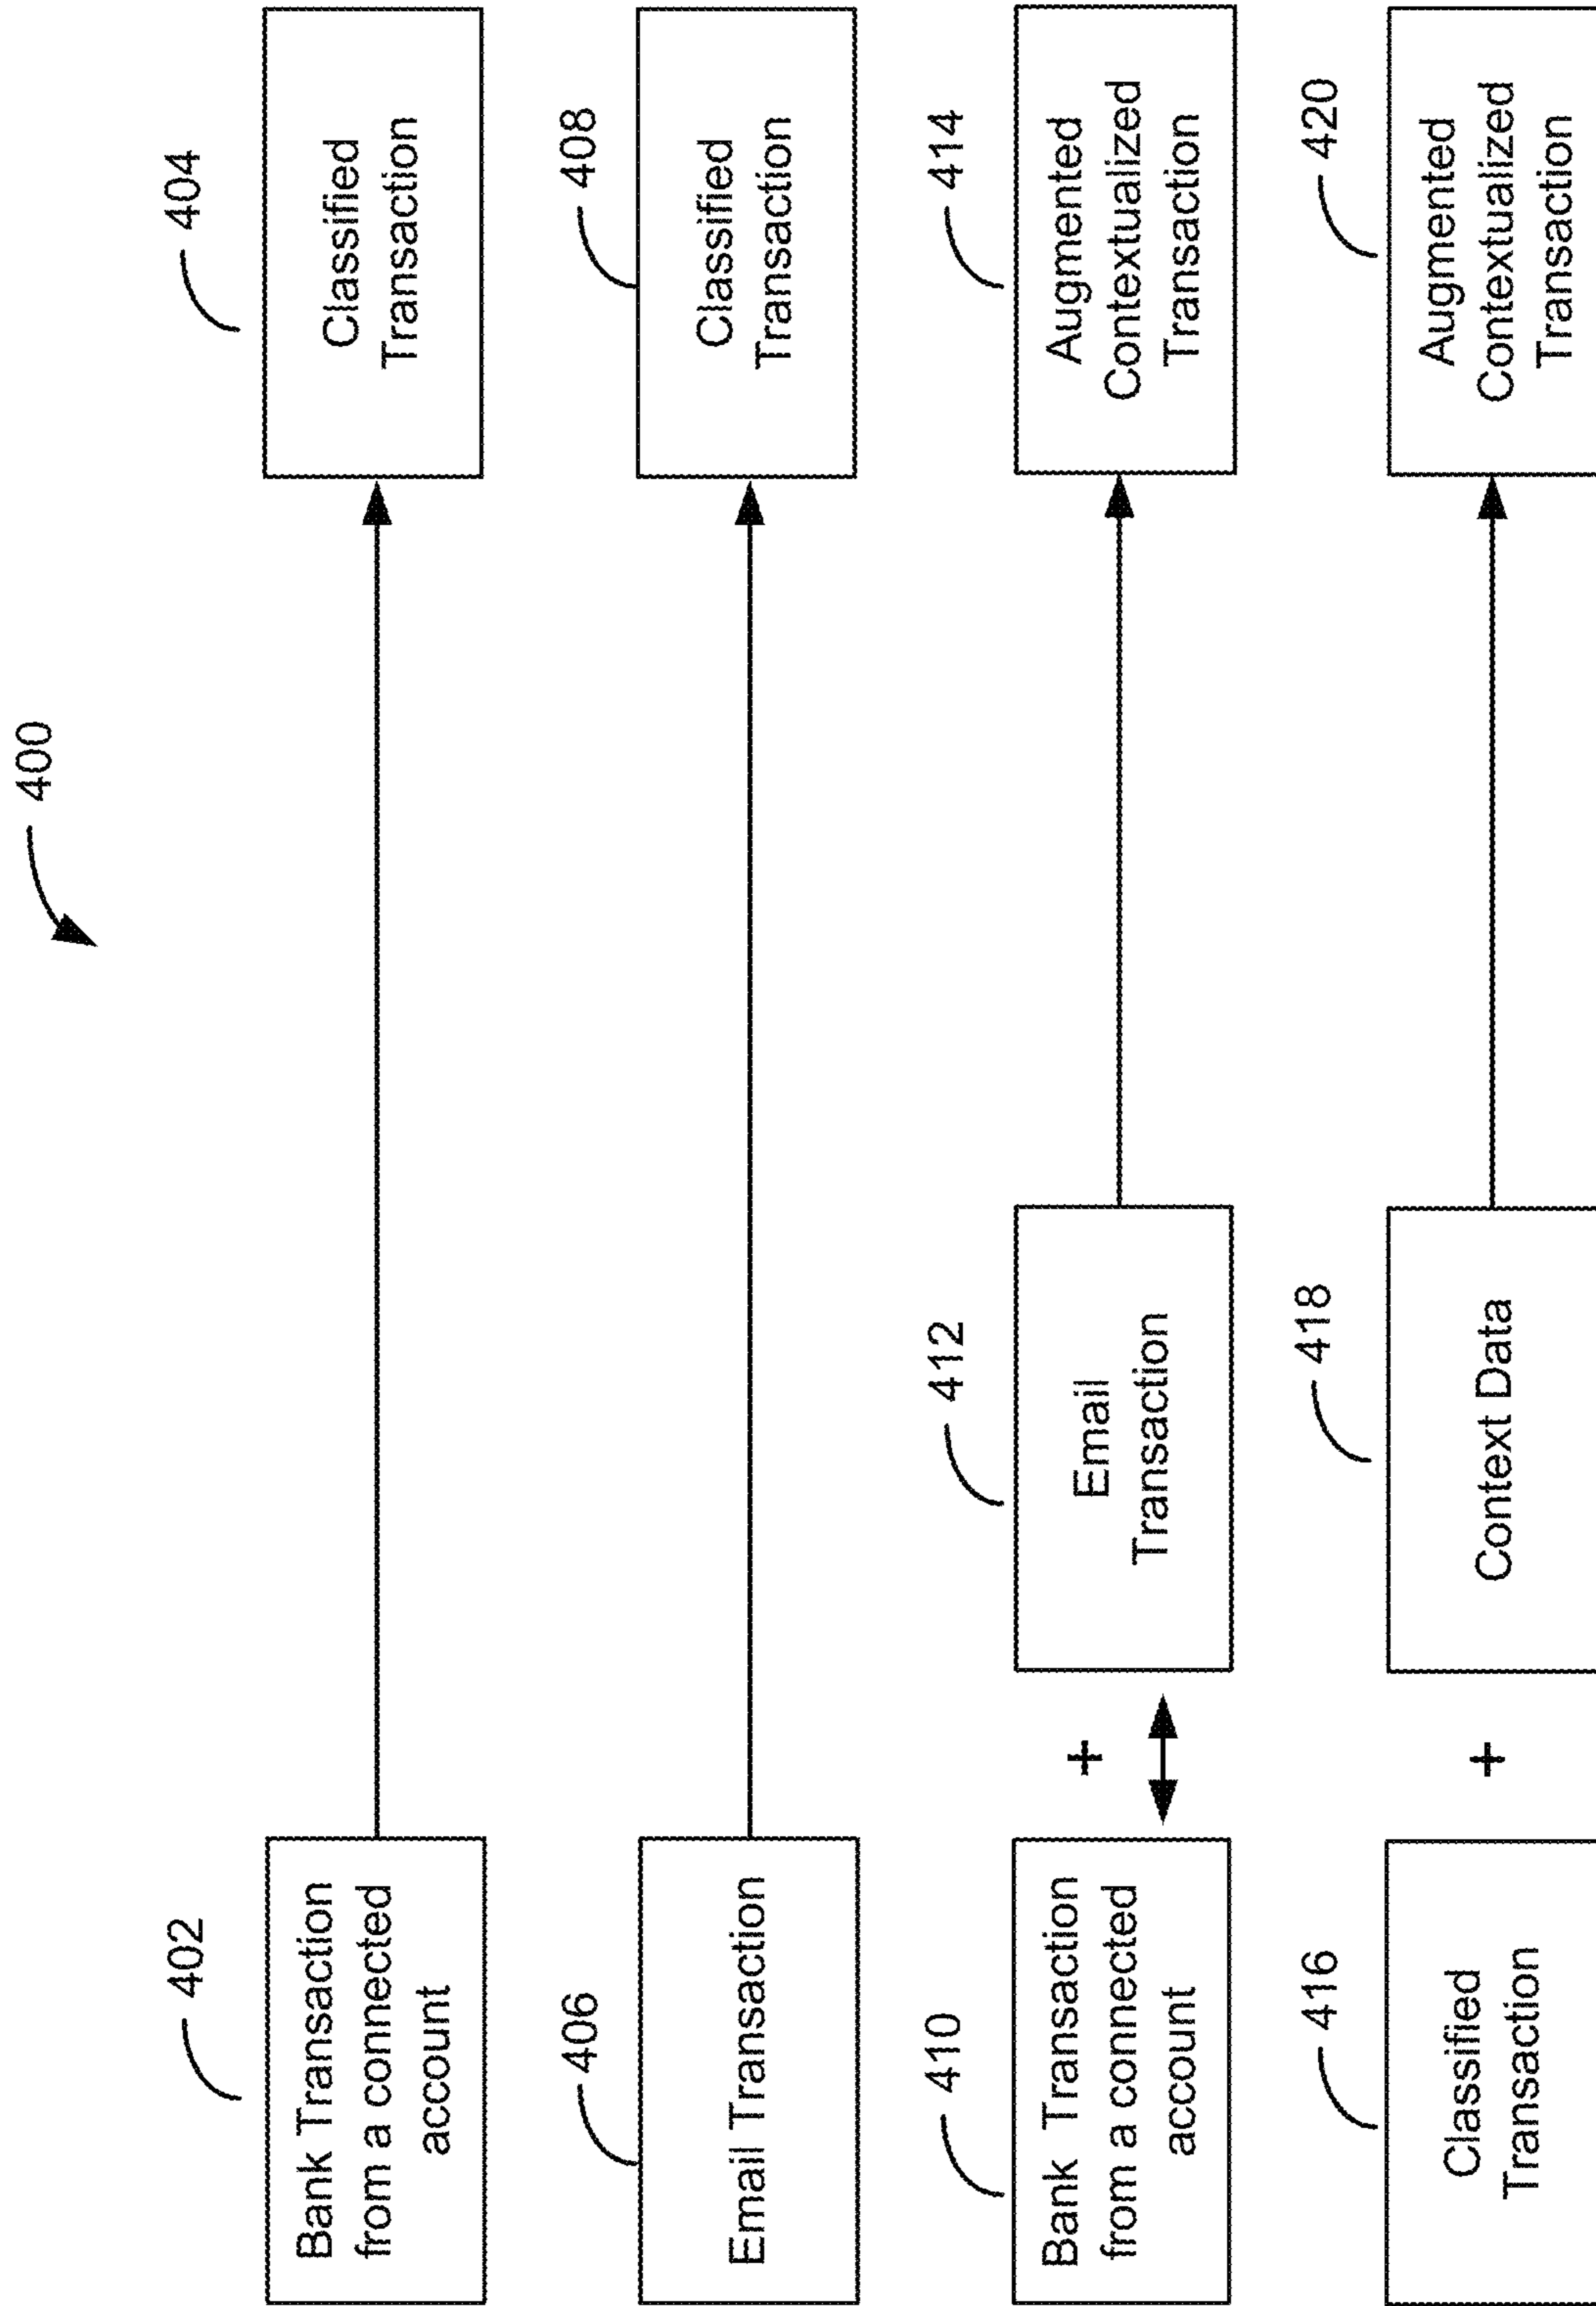 400
402
Bank Transaction
from a connected
account
404
Classified
Transaction
406
Email Transaction
408
Classified
Transaction
410
Bank Transaction
from a connected
account
+
412
Email
Transaction
414
Augmented
Contextualized
Transaction
416
Classified
Transaction
+
418
Context Data
420
Augmented
Contextualized
Transaction